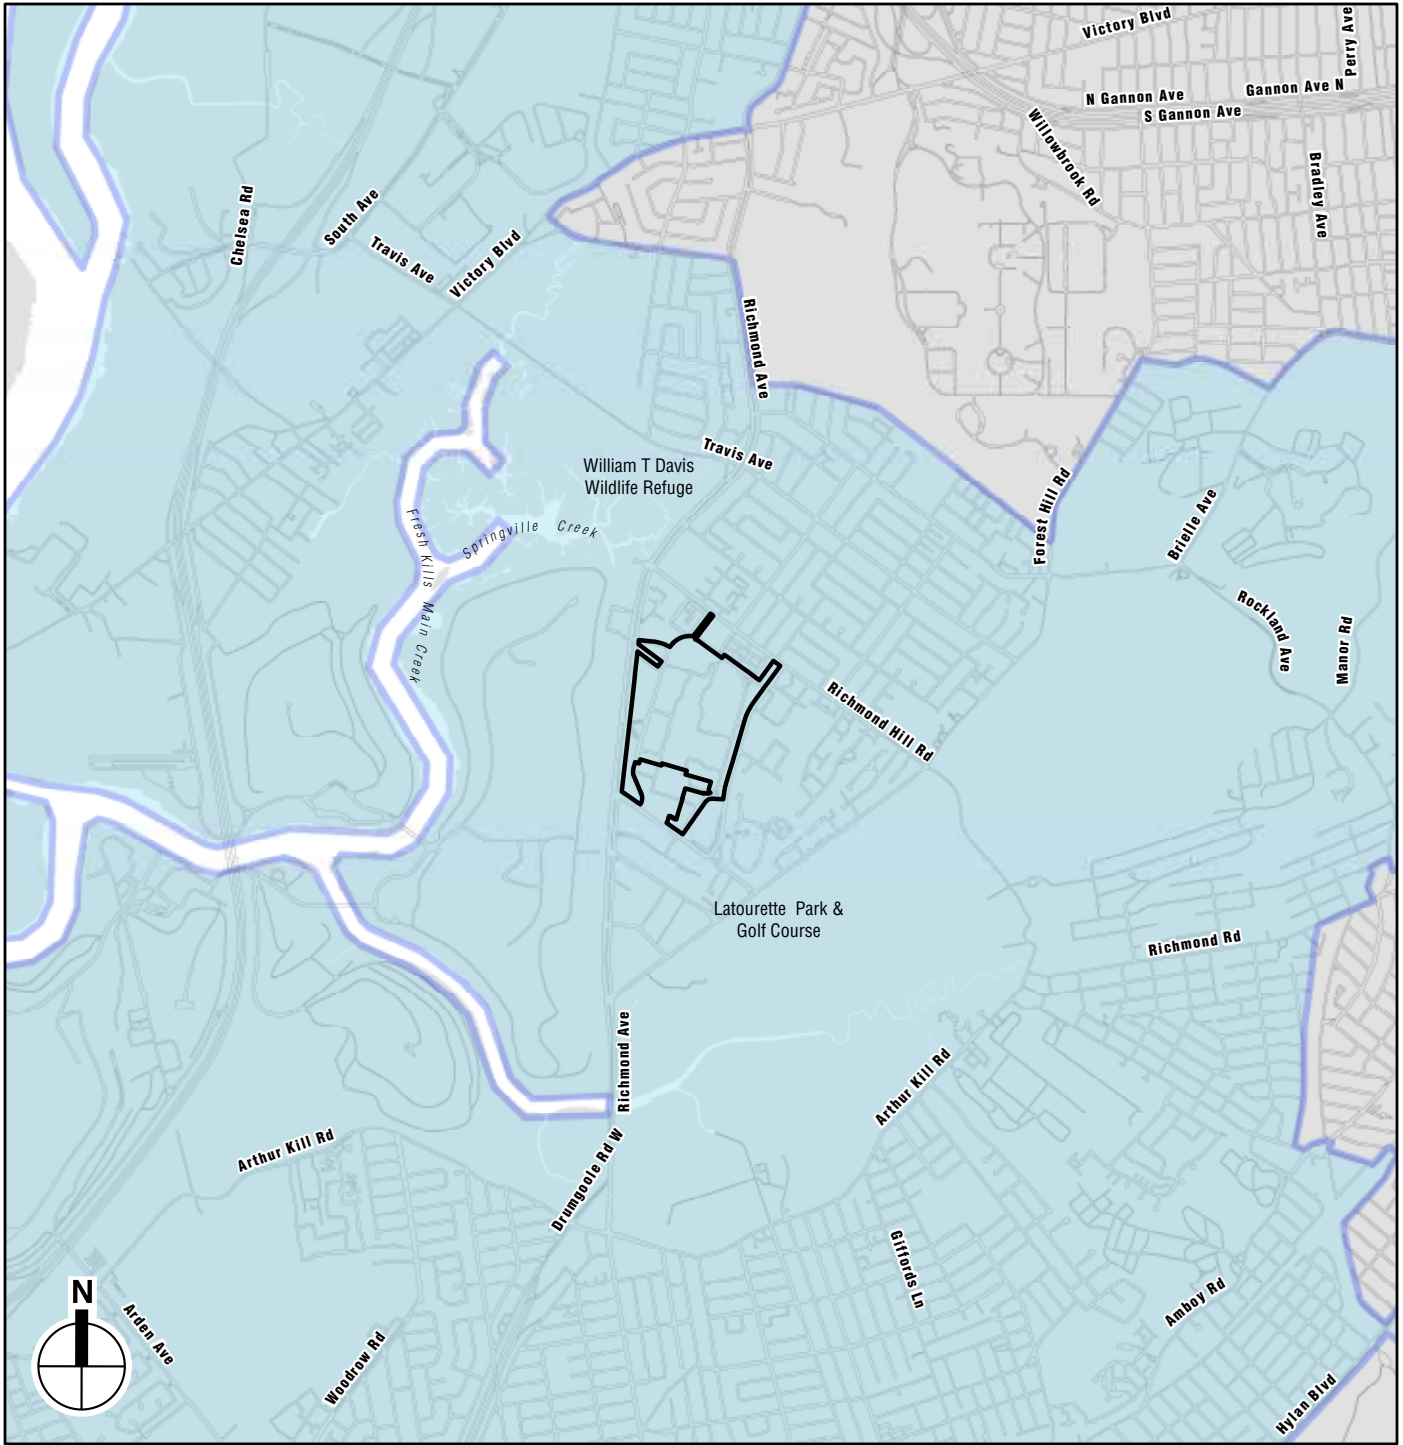 Victory Blvd
Perry Ave
N Gannon Ave
Gannon Ave N
S Gannon Ave
Willowbrook Rd
Bradley Ave
Chelsea Rd
South Ave
Travis Ave
Victory Blvd
Richmond Ave
Travis Ave
William T Davis
Wildlife Refuge
Forest Hill Rd
Brielle Ave
Fresh Kills Main Creek
Springville Creek
Rockland Ave
Manor Rd
Richmond Hill Rd
Latourette Park &
Golf Course
Richmond Rd
Richmond Ave
Arthur Kill Rd
Arthur Kill Rd
Drumgoole Rd W
Giffords Ln
Amboy Rd
N
Arden Ave
Woodrow Rd
Hylan Blvd